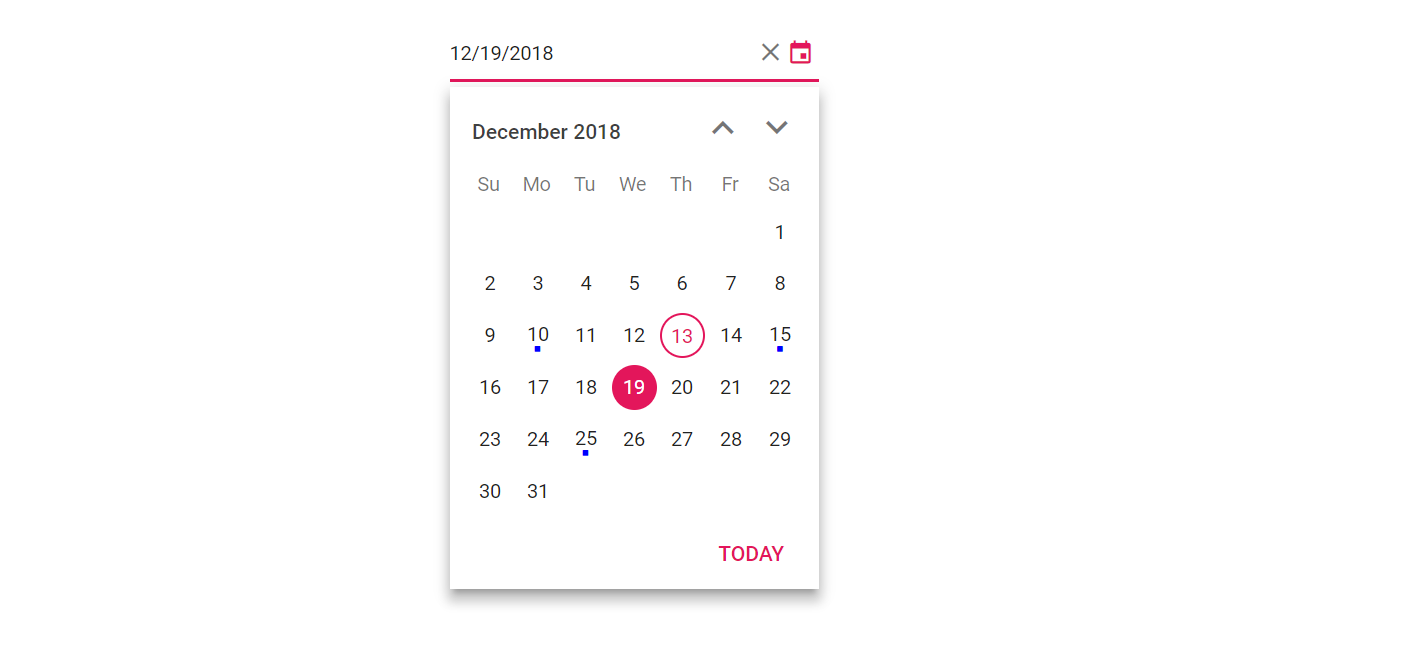 12/19/2018
December 2018
Su Mo Tu We Th Fr Sa
1
2 3 4 5 6 7 8
9 10 11 12 13 14 15
16 17 18 19 20 21 22
23 24 25 26 27 28 29
30 31
TODAY